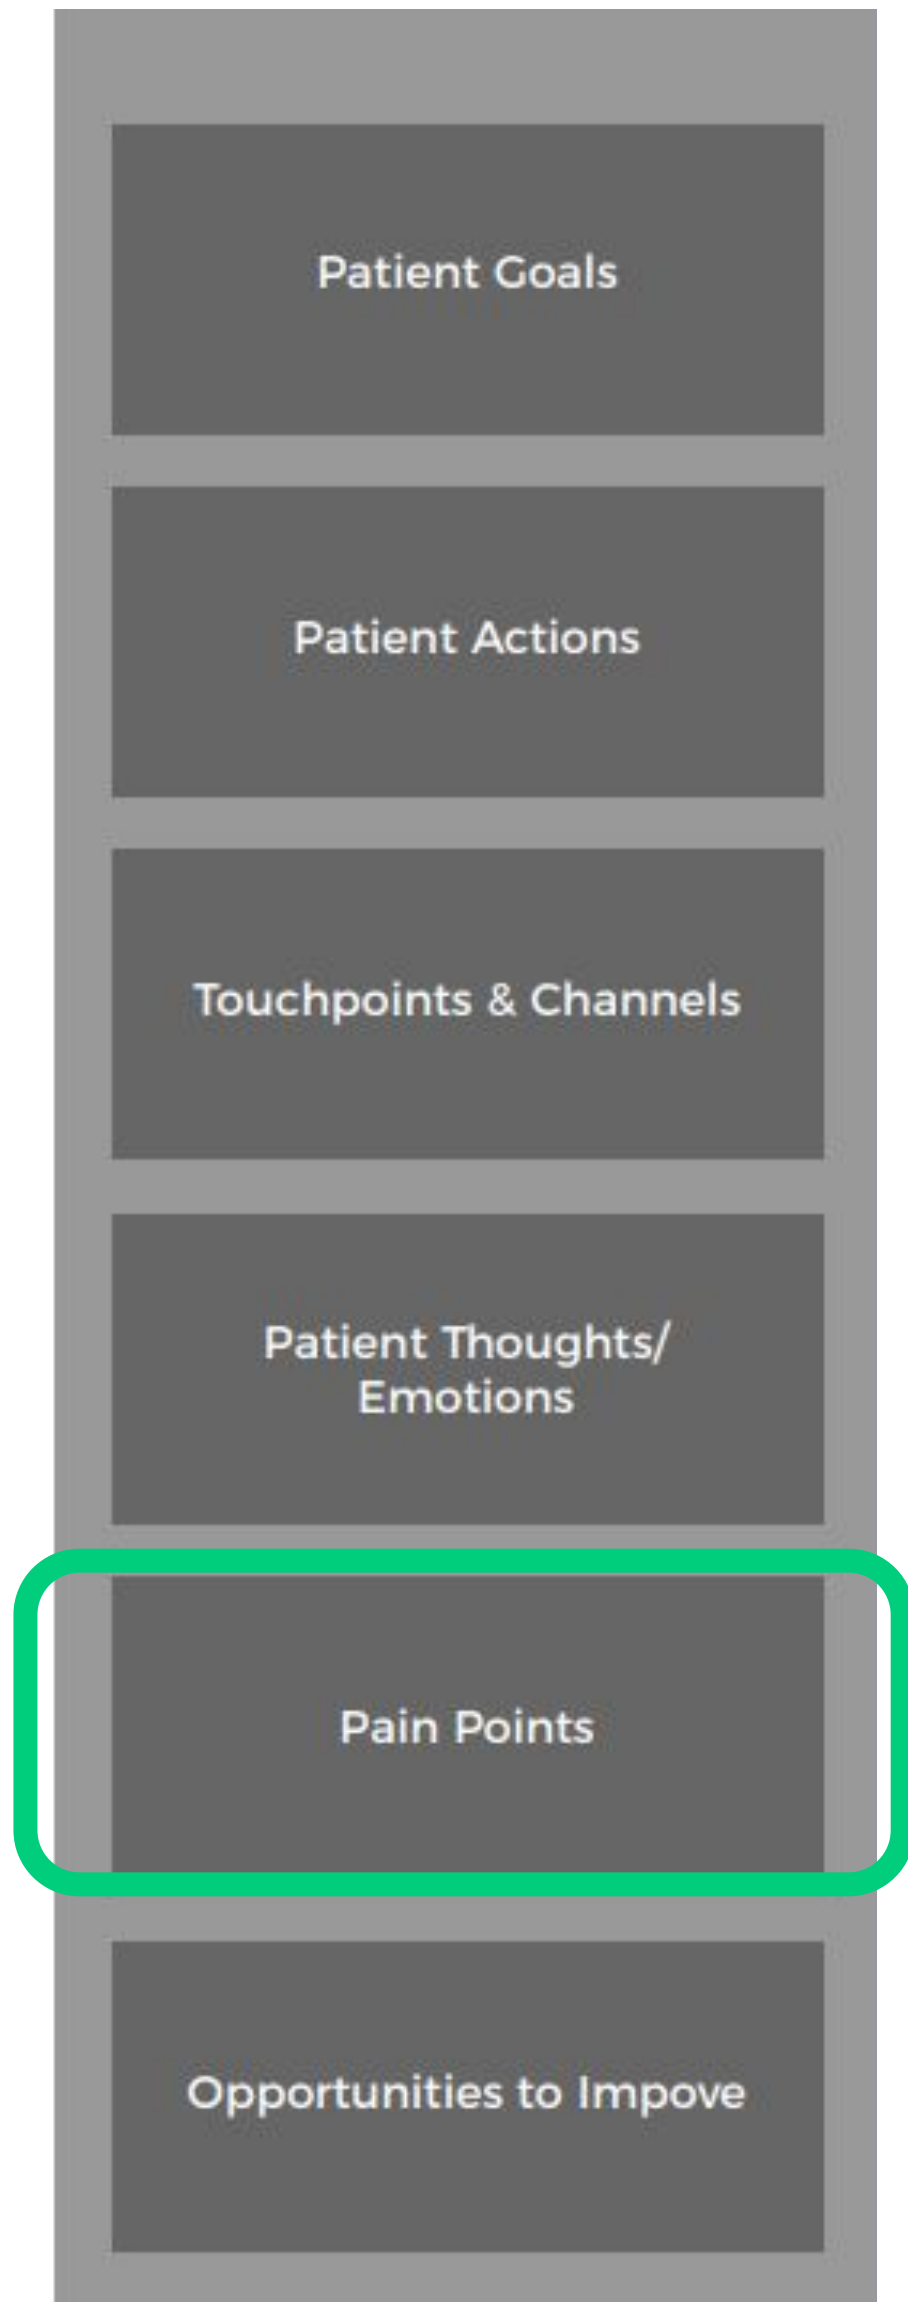 Patient Goals
Patient Actions
Touchpoints & Channels
Patient Thoughts/
Emotions
Pain Points
Opportunities to Impove